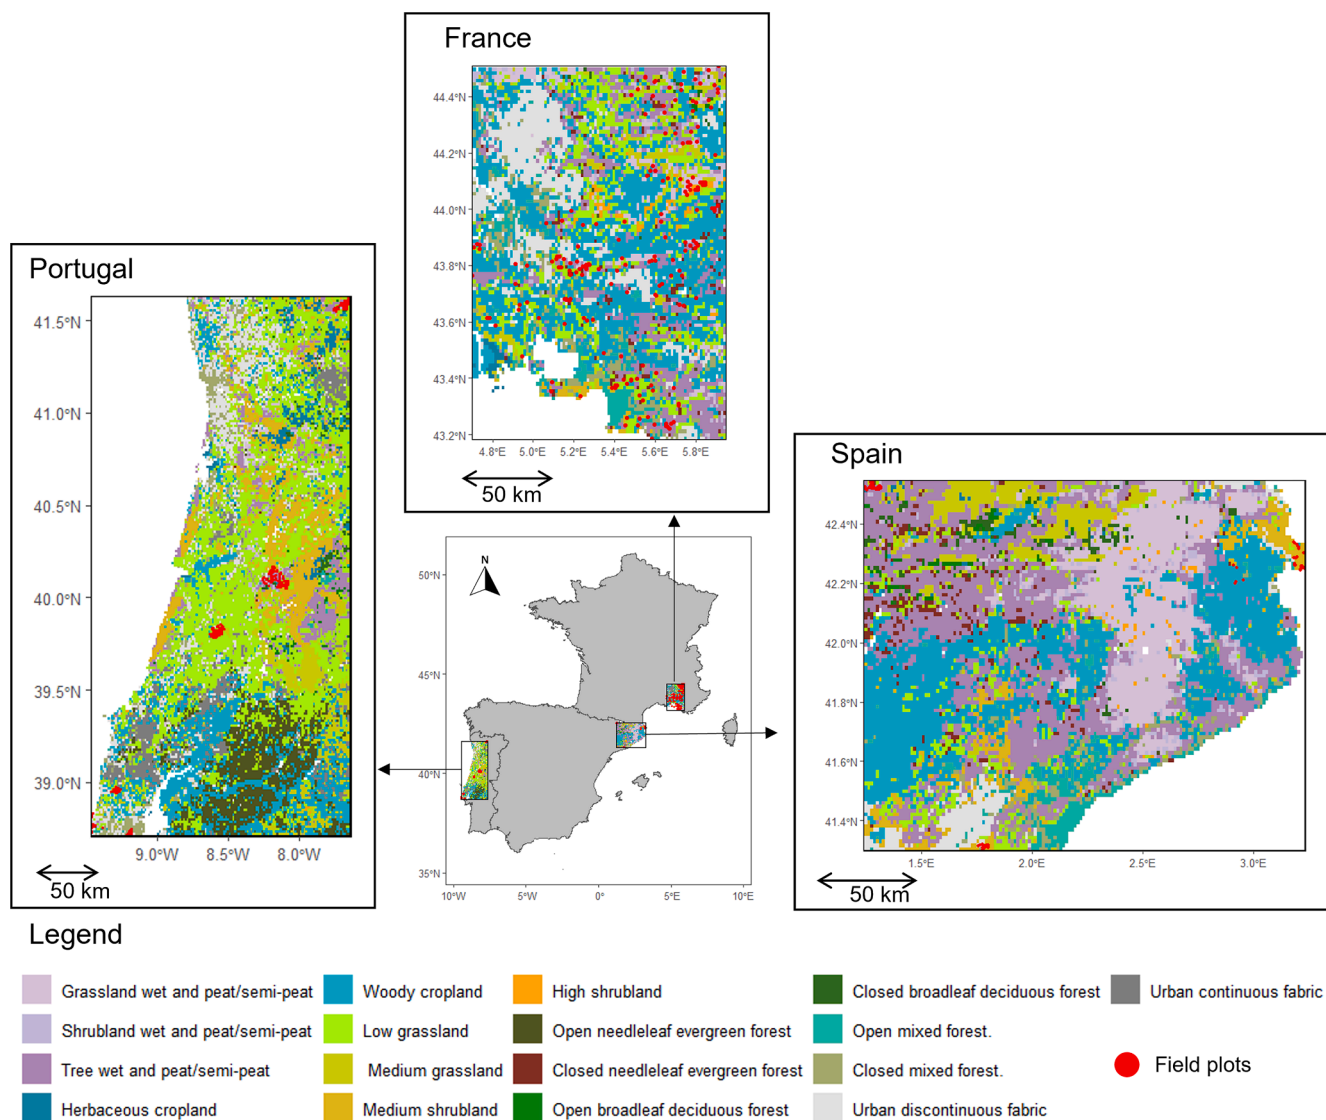 France
44.4°N
44.2°N
44.0°N
43.8°N
43.6°N
43.4°N
43.2°N
4.8°E 5.0°E 5.2°E 5.4°E 5.6°E 5.8°E
50 km
Portugal
41.5°N
41.0°N
40.5°N
40.0°N
39.5°N
39.0°N
9.0°W 8.5°W 8.0°W
50 km
Spain
42.4°N
42.2°N
42.0°N
41.8°N
41.6°N
41.4°N
1.5°E 2.0°E 2.5°E 3.0°E
50 km
N
50°N
45°N
40°N
35°N
10°W 5°W 0° 5°E 10°E
Legend
Grassland wet and peat/semi-peat
Shrubland wet and peat/semi-peat
Tree wet and peat/semi-peat
Herbaceous cropland
Woody cropland
Low grassland
Medium grassland
Medium shrubland
High shrubland
Open needleleaf evergreen forest
Closed needleleaf evergreen forest
Open broadleaf deciduous forest
Closed broadleaf deciduous forest
Open mixed forest.
Closed mixed forest.
Urban discontinuous fabric
Urban continuous fabric
Field plots